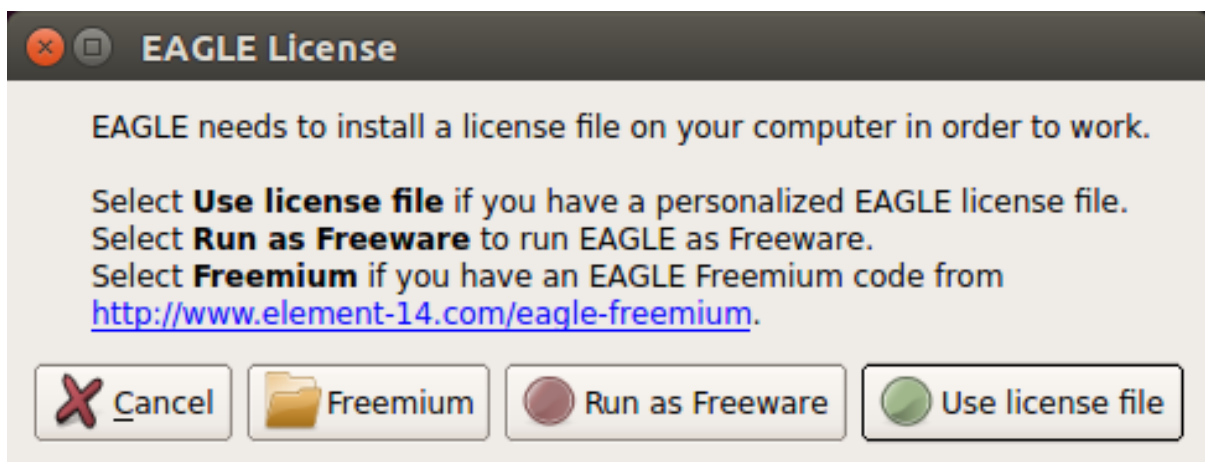 EAGLE License
EAGLE needs to install a license file on your computer in order to work.
Select Use license file if you have a personalized EAGLE license file.
Select Run as Freeware to run EAGLE as Freeware.
Select Freemium if you have an EAGLE Freemium code from
http://www.element-14.com/eagle-freemium.
Cancel Freemium Run as Freeware Use license file